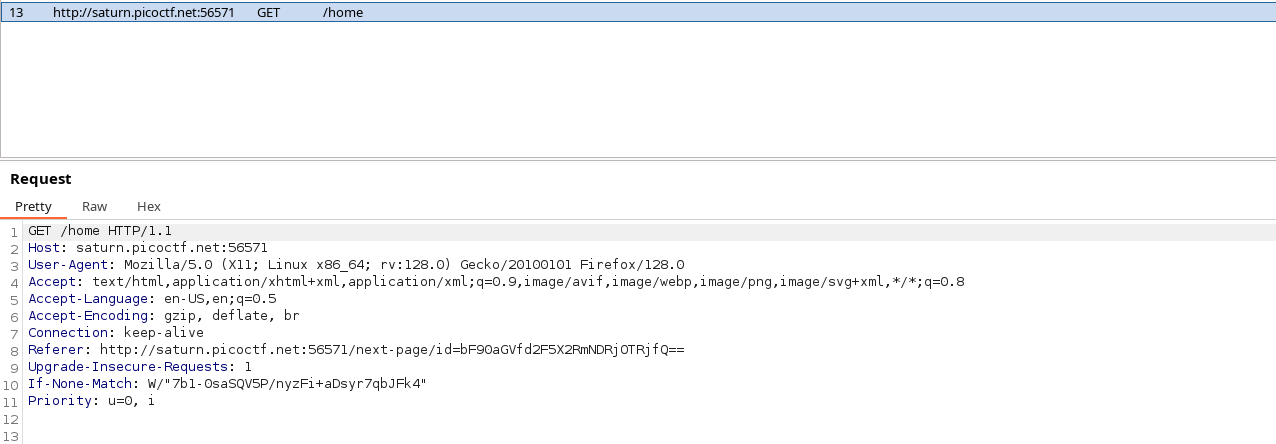 13 http://saturn.picoctf.net:56571 GET /home
Request
Pretty Raw Hex
1 GET /home HTTP/1.1
2 Host: saturn.picoctf.net:56571
3 User-Agent: Mozilla/5.0 (X11; Linux x86_64; rv:128.0) Gecko/20100101 Firefox/128.0
4 Accept: text/html,application/xhtml+xml,application/xml;q=0.9,image/avif,image/webp,image/png,image/svg+xml,*/*;q=0.8
5 Accept-Language: en-US,en;q=0.5
6 Accept-Encoding: gzip, deflate, br
7 Connection: keep-alive
8 Referer: http://saturn.picoctf.net:56571/next-page/id=bF90aGVfd2F5X2RmNDRjOTRjfQ==
9 Upgrade-Insecure-Requests: 1
10 If-None-Match: W/"7b1-0saSQV5P/nyzFi+aDsyr7qbJFk4"
11 Priority: u=0, i
12
13